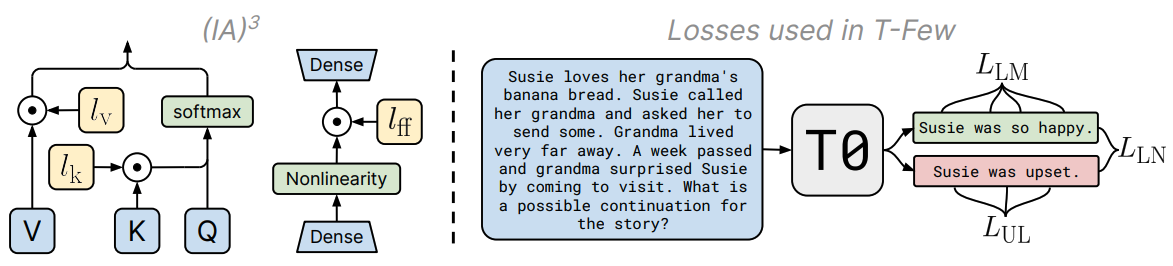 (IA)³
softmax
l_v
l_k
V
K
Q
Dense
l_ff
Nonlinearity
Dense
Losses used in T-Few
Susie loves her grandma's
banana bread. Susie called
her grandma and asked her to
send some. Grandma lived
very far away. A week passed
and grandma surprised Susie
by coming to visit. What is
a possible continuation for
the story?
T0
L_LM
Susie was so happy.
Susie was upset.
L_LN
L_UL